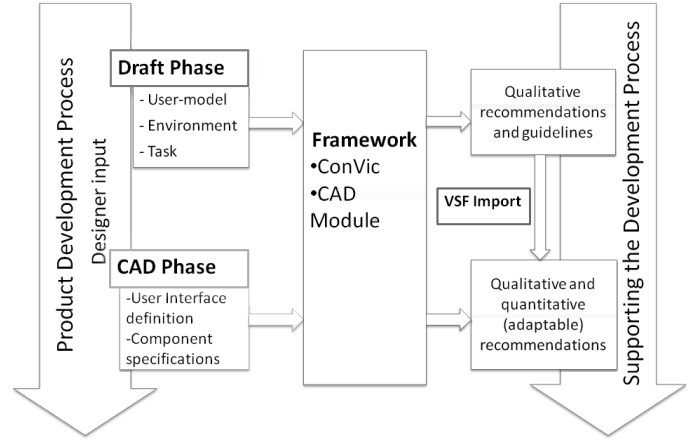 Product Development Process
Designer input
Draft Phase
- User-model
- Environment
- Task
CAD Phase
-User Interface
definition
-Component
specifications
Framework
•ConVic
•CAD
Module
Qualitative
recommendations
and guidelines
VSF Import
Qualitative and
quantitative
(adaptable)
recommendations
Supporting the Development Process